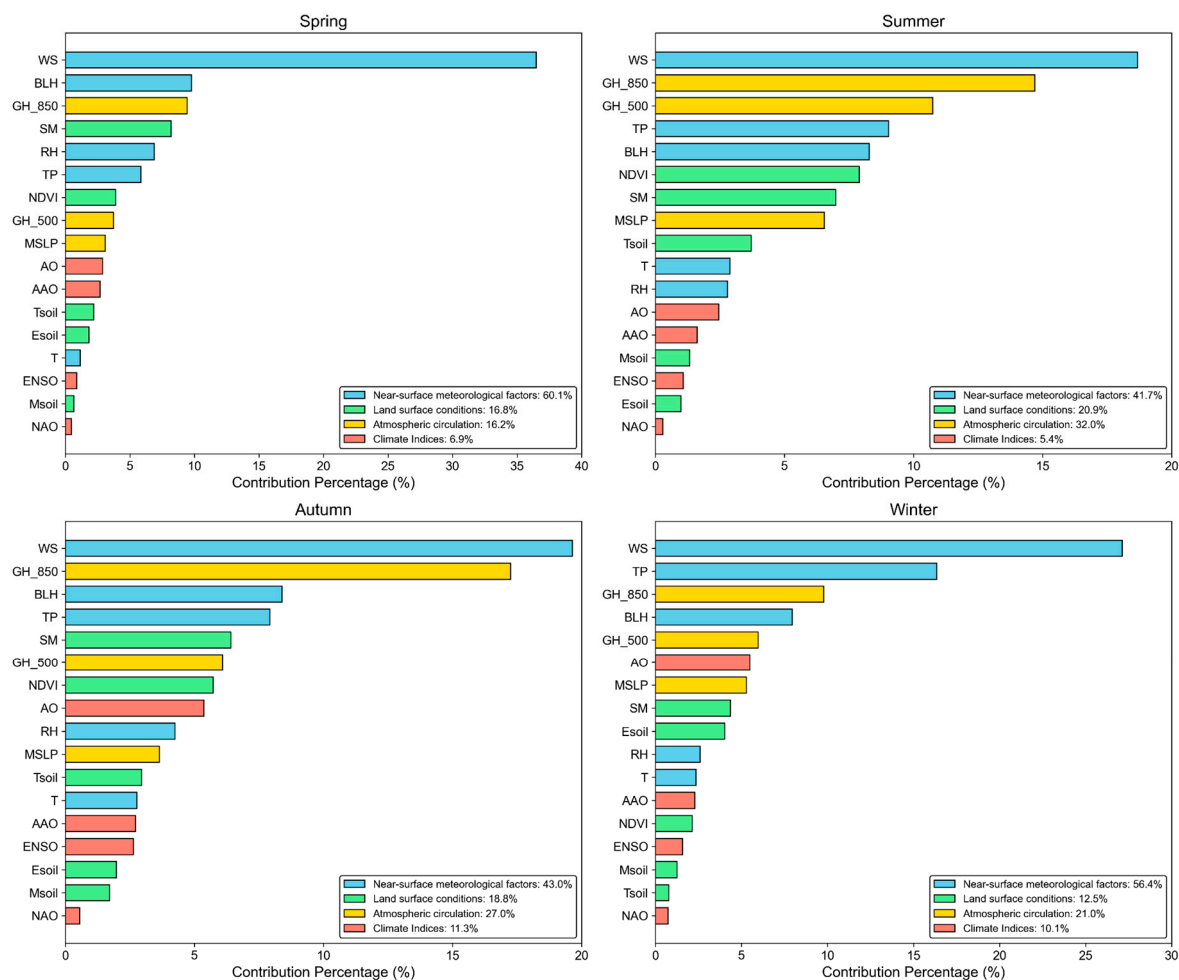 Spring
WS
BLH
GH_850
SM
RH
TP
NDVI
GH_500
MSLP
AO
AAO
Tsoil
Esoil
T
ENSO
Msoil
NAO
Near-surface meteorological factors: 60.1%
Land surface conditions: 16.8%
Atmospheric circulation: 16.2%
Climate Indices: 6.9%
0 5 10 15 20 25 30 35 40
Contribution Percentage (%)
Summer
WS
GH_850
GH_500
TP
BLH
NDVI
SM
MSLP
Tsoil
T
RH
AO
AAO
Msoil
ENSO
Esoil
NAO
Near-surface meteorological factors: 41.7%
Land surface conditions: 20.9%
Atmospheric circulation: 32.0%
Climate Indices: 5.4%
0 5 10 15 20
Contribution Percentage (%)
Autumn
WS
GH_850
BLH
TP
SM
GH_500
NDVI
AO
RH
MSLP
Tsoil
T
AAO
ENSO
Esoil
Msoil
NAO
Near-surface meteorological factors: 43.0%
Land surface conditions: 18.8%
Atmospheric circulation: 27.0%
Climate Indices: 11.3%
0 5 10 15 20
Contribution Percentage (%)
Winter
WS
TP
GH_850
BLH
GH_500
AO
MSLP
SM
Esoil
RH
T
AAO
NDVI
ENSO
Msoil
Tsoil
NAO
Near-surface meteorological factors: 56.4%
Land surface conditions: 12.5%
Atmospheric circulation: 21.0%
Climate Indices: 10.1%
0 5 10 15 20 25 30
Contribution Percentage (%)